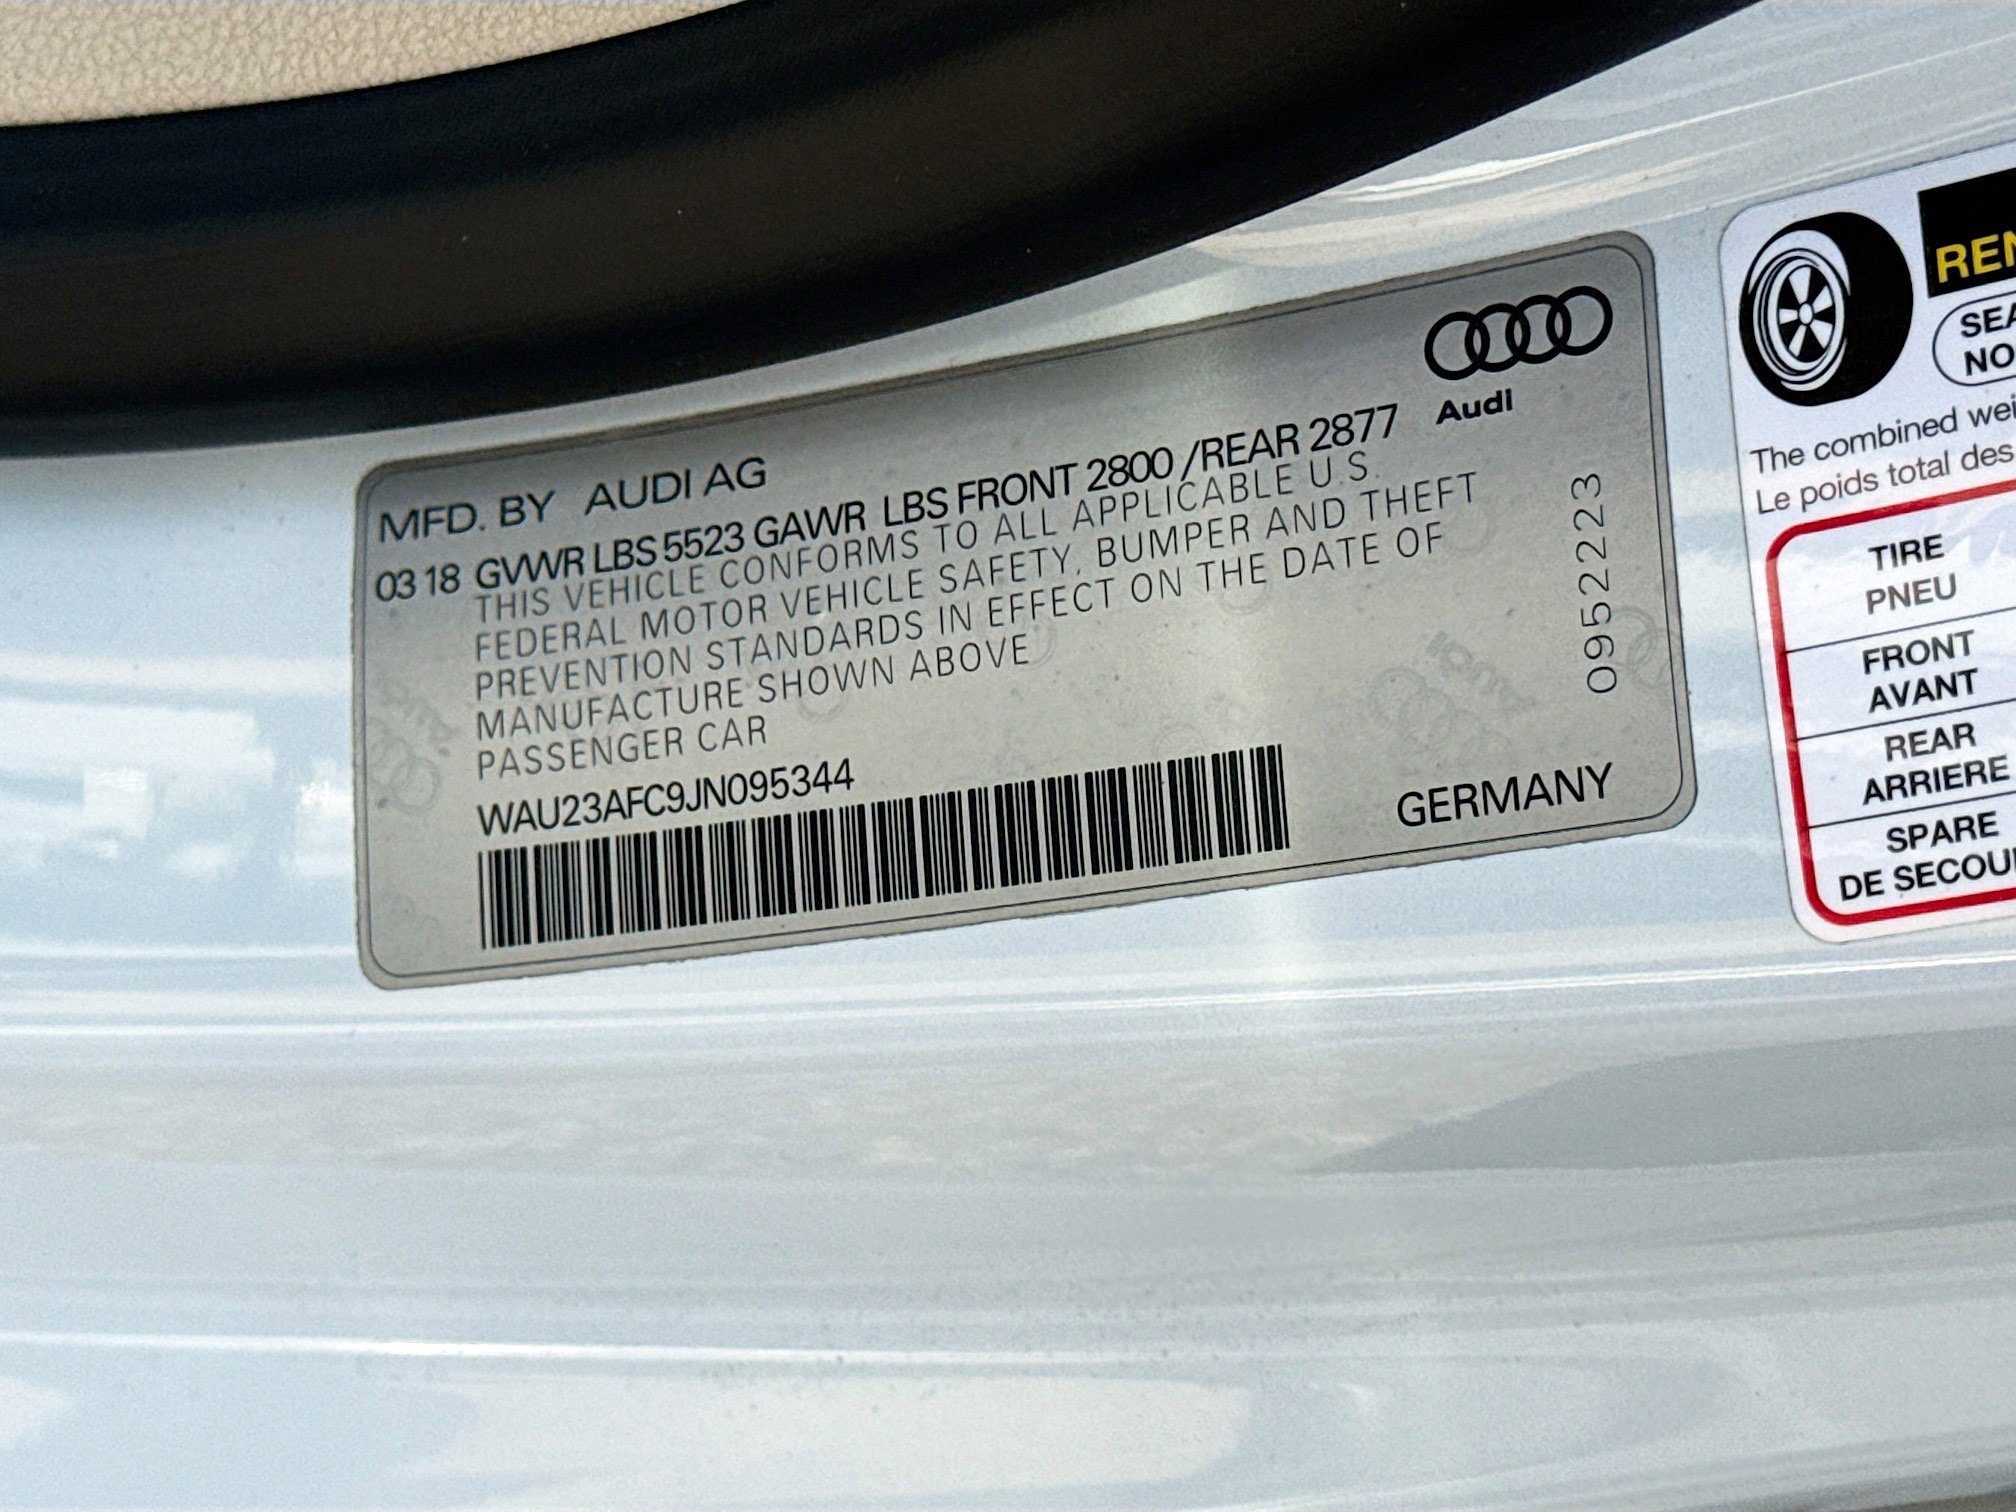 Audi
MFD. BY AUDI AG
03 18 GVWR LBS 5523 GAWR LBS FRONT 2800 /REAR 2877
THIS VEHICLE CONFORMS TO ALL APPLICABLE U.S.
FEDERAL MOTOR VEHICLE SAFETY, BUMPER AND THEFT
PREVENTION STANDARDS IN EFFECT ON THE DATE OF
MANUFACTURE SHOWN ABOVE
PASSENGER CAR
WAU23AFC9JN095344
GERMANY
0952223
SEA
NO
The combined wei
Le poids total des
TIRE
PNEU
FRONT
AVANT
REAR
ARRIERE
SPARE
DE SECOU